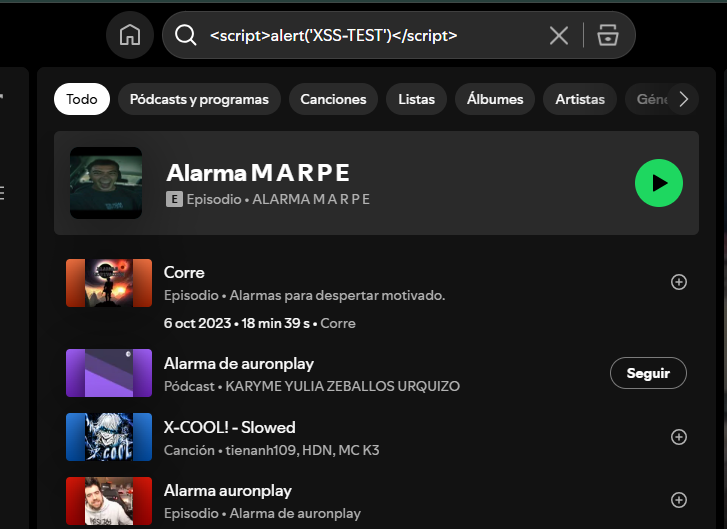 <script>alert('XSS-TEST')</script>
Todo
Pódcasts y programas
Canciones
Listas
Álbumes
Artistas
Géne
Alarma M A R P E
E Episodio • ALARMA M A R P E
Corre
Episodio • Alarmas para despertar motivado.
6 oct 2023 • 18 min 39 s • Corre
Alarma de auronplay
Pódcast • KARYME YULIA ZEBALLOS URQUIZO
Seguir
X-COOL! - Slowed
Canción • tienanh109, HDN, MC K3
Alarma auronplay
Episodio • Alarma de auronplay